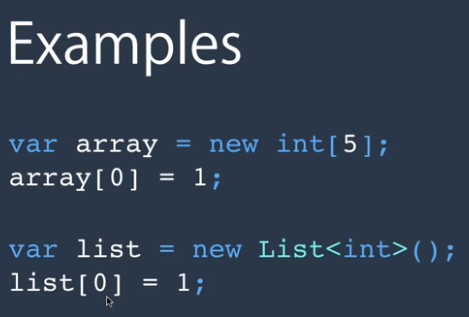 Examples
var array = new int[5];
array[0] = 1;
var list = new List<int>();
list[0] = 1;